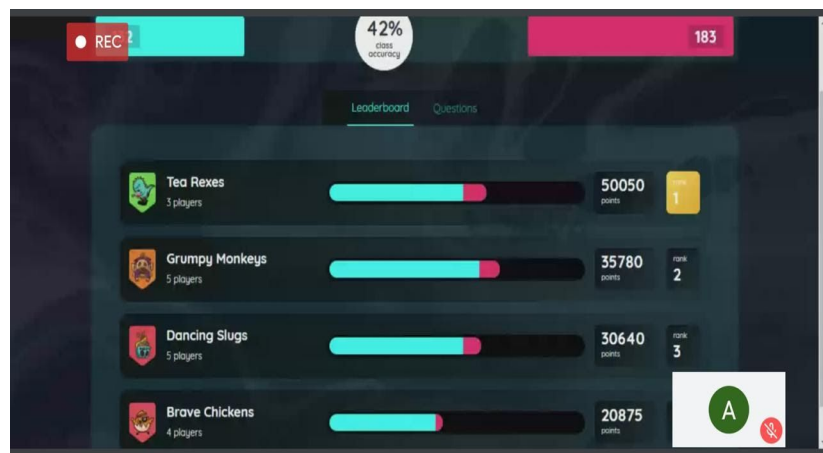 REC
42%
class
accuracy
183
Leaderboard Questions
Tea Rexes
3 players
50050
points
rank
1
Grumpy Monkeys
5 players
35780
points
rank
2
Dancing Slugs
5 players
30640
points
rank
3
Brave Chickens
4 players
20875
points
A